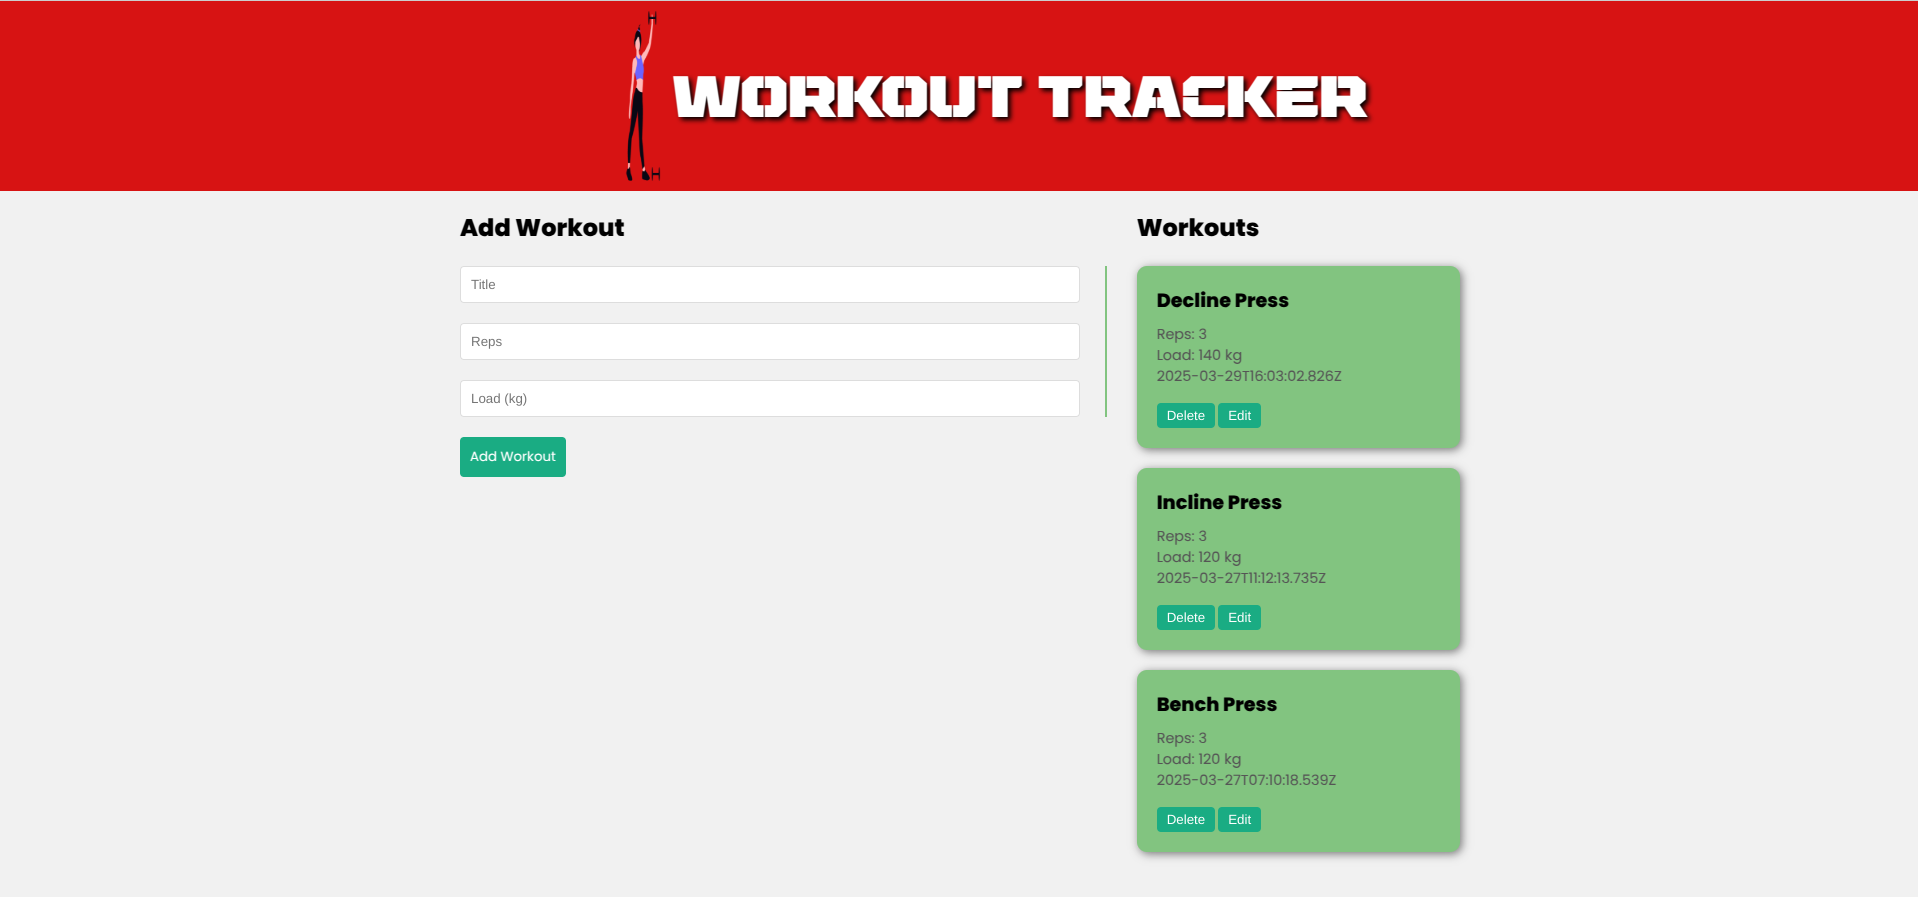 WORKOUT TRACKER
Add Workout
Title
Reps
Load (kg)
Add Workout
Workouts
Decline Press
Reps: 3
Load: 140 kg
2025-03-29T16:03:02.826Z
Delete Edit
Incline Press
Reps: 3
Load: 120 kg
2025-03-27T11:12:13.735Z
Delete Edit
Bench Press
Reps: 3
Load: 120 kg
2025-03-27T07:10:18.539Z
Delete Edit